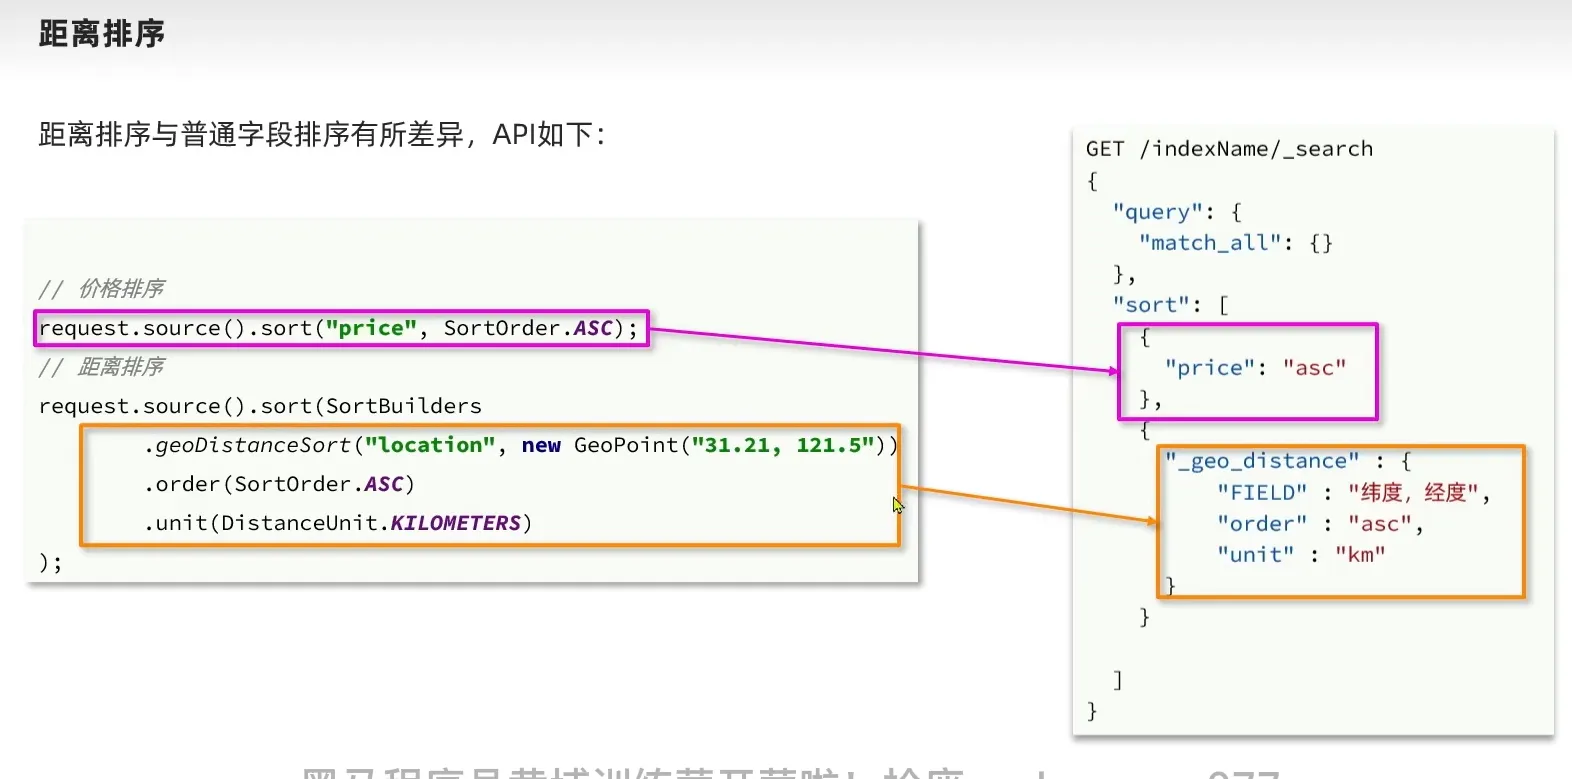 距离排序
距离排序与普通字段排序有所差异，API如下：
// 价格排序
request.source().sort("price", SortOrder.ASC);
// 距离排序
request.source().sort(SortBuilders
.geoDistanceSort("location", new GeoPoint("31.21, 121.5"))
.order(SortOrder.ASC)
.unit(DistanceUnit.KILOMETERS)
);
GET /indexName/_search
{
"query": {
"match_all": {}
},
"sort": [
{
"price": "asc"
},
{
"_geo_distance" : {
"FIELD" : "纬度，经度",
"order" : "asc",
"unit" : "km"
}
}
]
}